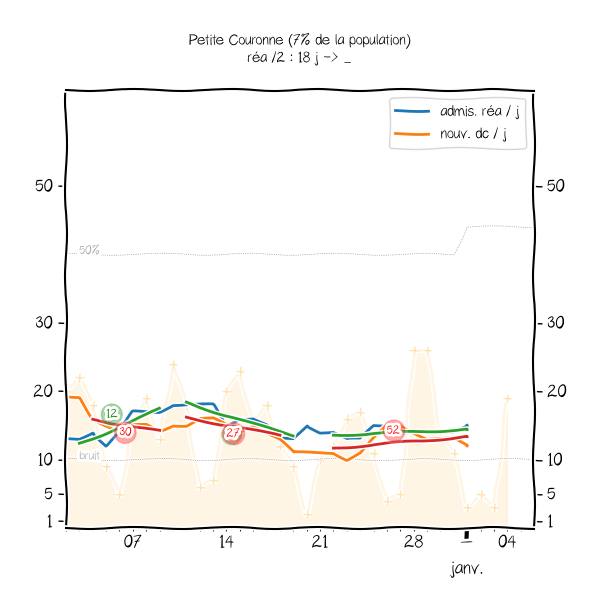 Petite Couronne (7% de la population)
réa /2 : 18 j -> _
admis. réa / j
nouv. dc / j
50 50
50%
30 30
20 20
12
30
27
52
bruit
10 10
5 5
1 1
07 14 21 28 _ 04
janv.